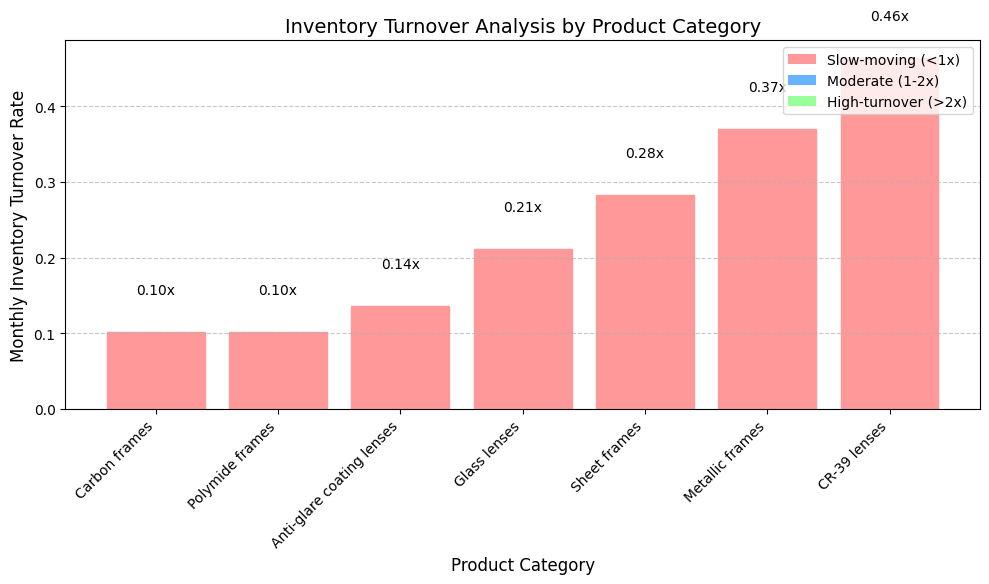 Inventory Turnover Analysis by Product Category
0.46x
Slow-moving (<1x)
Moderate (1-2x)
High-turnover (>2x)
0.37x
0.28x
0.21x
0.14x
0.10x
0.10x
Monthly Inventory Turnover Rate
0.4
0.3
0.2
0.1
0.0
Carbon frames
Polymide frames
Anti-glare coating lenses
Glass lenses
Sheet frames
Metallic frames
CR-39 lenses
Product Category